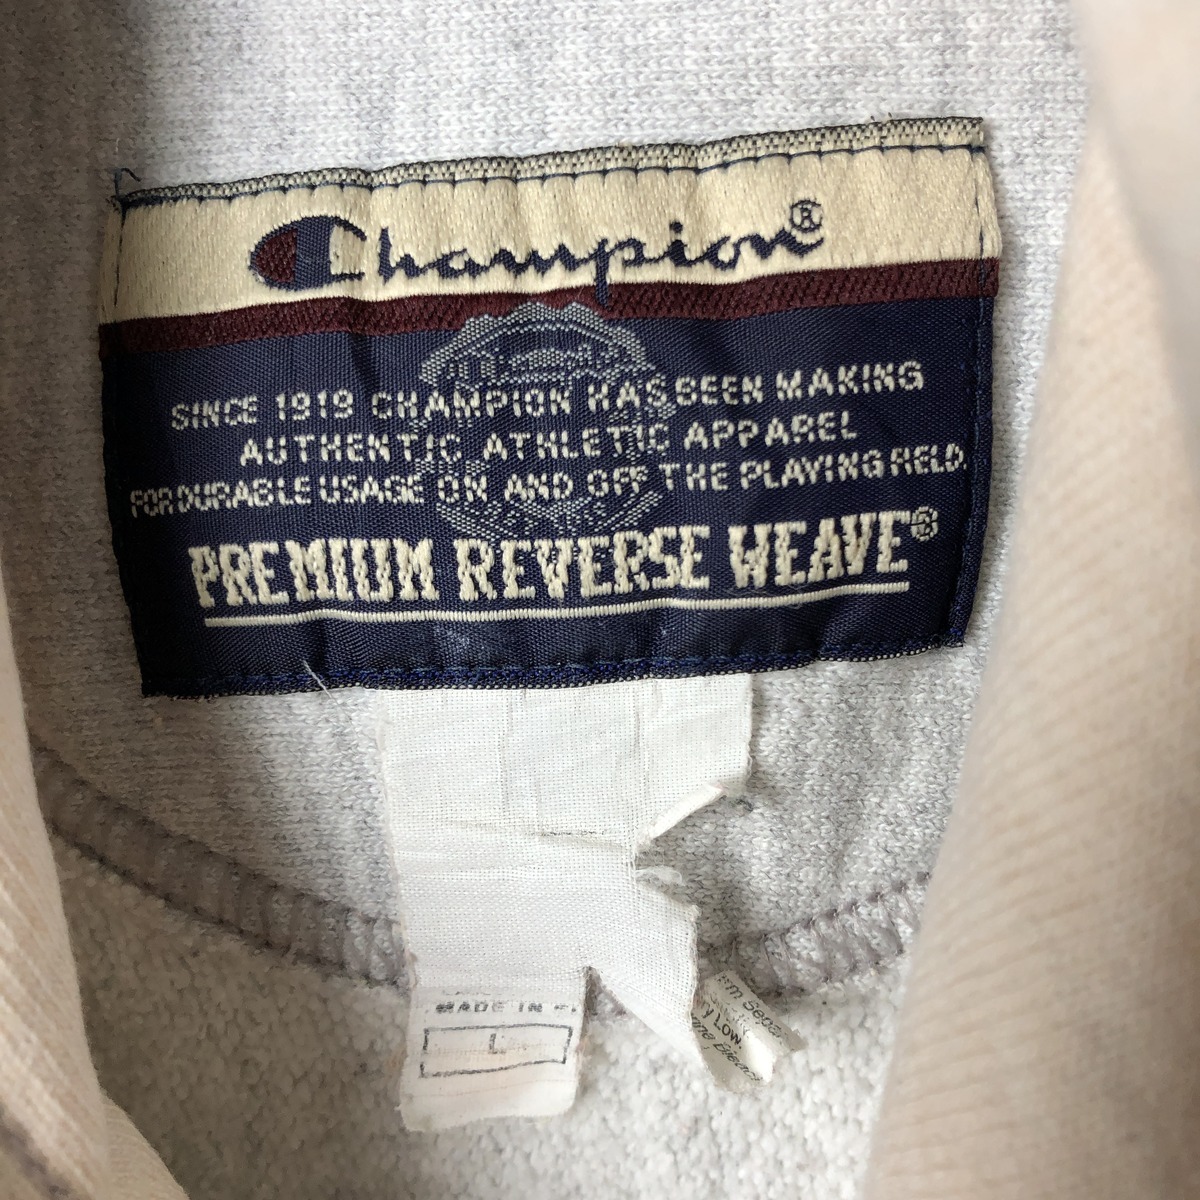 Champion®
SINCE 1919 CHAMPION HAS BEEN MAKING
AUTHENTIC ATHLETIC APPAREL
FOR DURABLE USAGE ON AND OFF THE PLAYING FIELD.
PREMIUM REVERSE WEAVE®
MADE IN
L
Low.